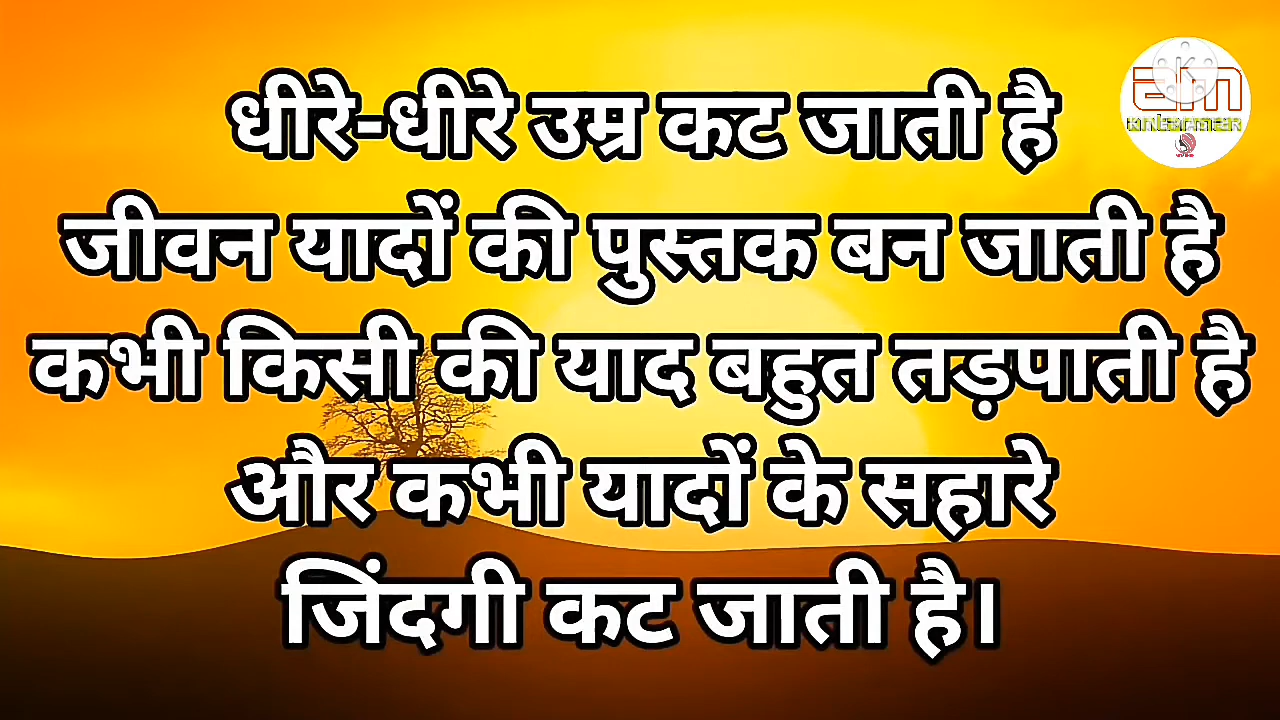 धीरे-धीरे उम्र कट जाती है
जीवन यादों की पुस्तक बन जाती है
कभी किसी की याद बहुत तड़पाती है
और कभी यादों के सहारे
जिंदगी कट जाती है।